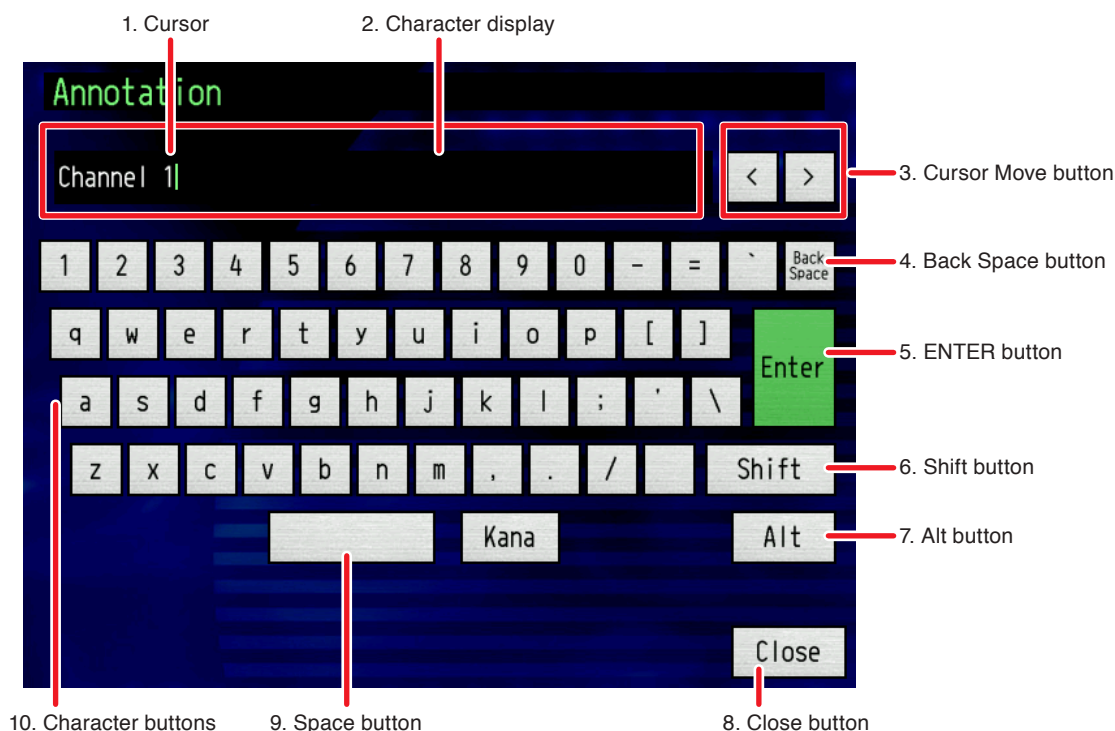 1. Cursor 2. Character display
Annotation
Channel 1
< >
3. Cursor Move button
1 2 3 4 5 6 7 8 9 0 - = ` Back Space
4. Back Space button
q w e r t y u i o p [ ]
Enter
5. ENTER button
a s d f g h j k l ; ' \
z x c v b n m , . / Shift
6. Shift button
Kana Alt
7. Alt button
Close
10. Character buttons 9. Space button 8. Close button